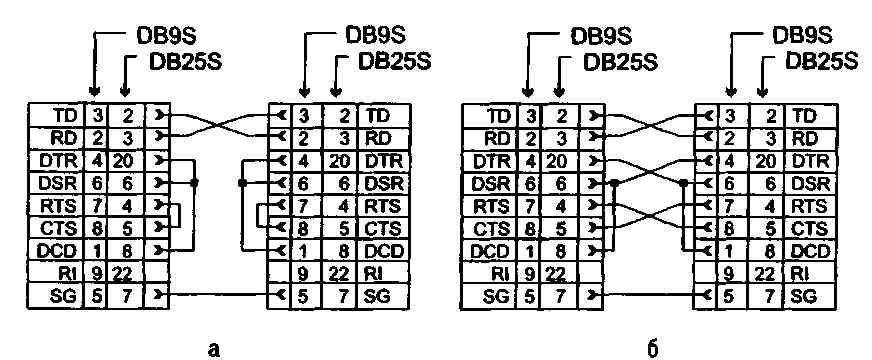 DB9S DB9S DB9S DB9S
DB25S DB25S DB25S DB25S
TD 3 2 3 2 TD TD 3 2 3 2 TD
RD 2 3 2 3 RD RD 2 3 2 3 RD
DTR 4 20 4 20 DTR DTR 4 20 4 20 DTR
DSR 6 6 6 6 DSR DSR 6 6 6 6 DSR
RTS 7 4 7 4 RTS RTS 7 4 7 4 RTS
CTS 8 5 8 5 CTS CTS 8 5 8 5 CTS
DCD 1 8 1 8 DCD DCD 1 8 1 8 DCD
RI 9 22 9 22 RI RI 9 22 9 22 RI
SG 5 7 5 7 SG SG 5 7 5 7 SG
а б